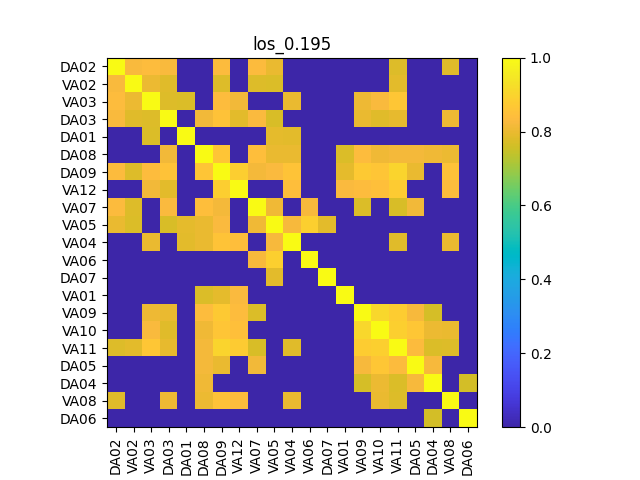 los_0.195
DA02
VA02
VA03
DA03
DA01
DA08
DA09
VA12
VA07
VA05
VA04
VA06
DA07
VA01
VA09
VA10
VA11
DA05
DA04
VA08
DA06
DA02
VA02
VA03
DA03
DA01
DA08
DA09
VA12
VA07
VA05
VA04
VA06
DA07
VA01
VA09
VA10
VA11
DA05
DA04
VA08
DA06
1.0
0.8
0.6
0.4
0.2
0.0